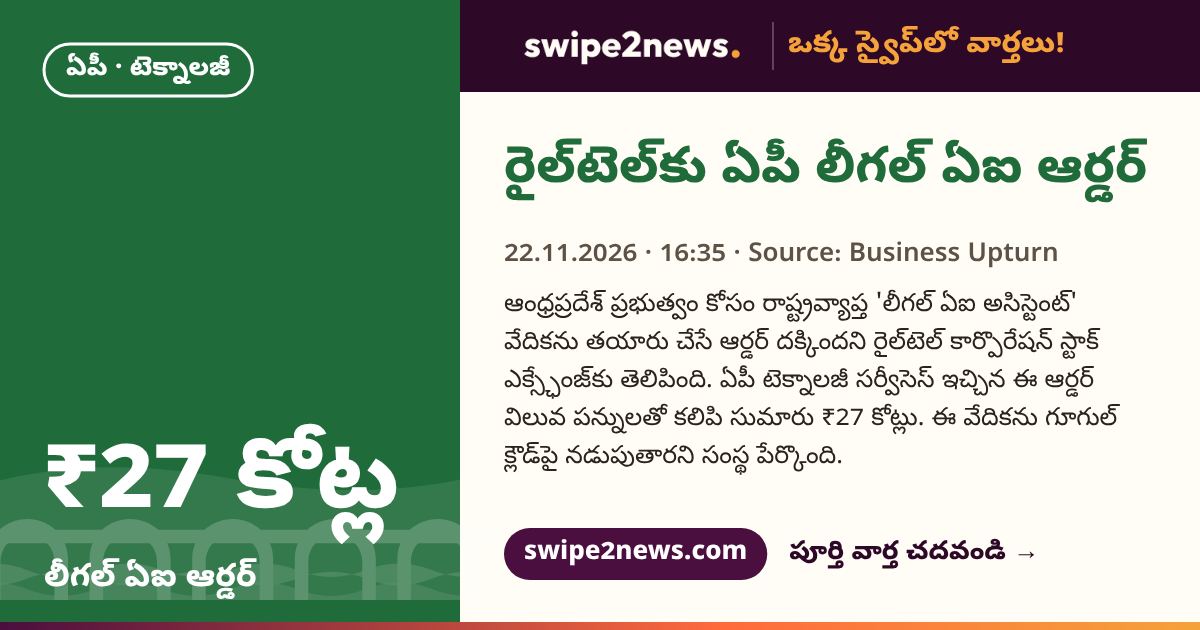 ఏపీ · టెక్నాలజీ
₹27 కోట్ల
లీగల్ ఏఐ ఆర్డర్
swipe2news.
ఒక్క స్వైప్‌లో వార్తలు!
రైల్‌టెల్‌కు ఏపీ లీగల్ ఏఐ ఆర్డర్
22.11.2026 · 16:35 · Source: Business Upturn
ఆంధ్రప్రదేశ్ ప్రభుత్వం కోసం రాష్ట్రవ్యాప్త 'లీగల్ ఏఐ అసిస్టెంట్'
వేదికను తయారు చేసే ఆర్డర్ దక్కిందని రైల్‌టెల్ కార్పొరేషన్ స్టాక్
ఎక్స్ఛేంజ్‌కు తెలిపింది. ఏపీ టెక్నాలజీ సర్వీసెస్ ఇచ్చిన ఈ ఆర్డర్
విలువ పన్నులతో కలిపి సుమారు ₹27 కోట్లు. ఈ వేదికను గూగుల్
క్లౌడ్‌పై నడుపుతారని సంస్థ పేర్కొంది.
swipe2news.com
పూర్తి వార్త చదవండి →